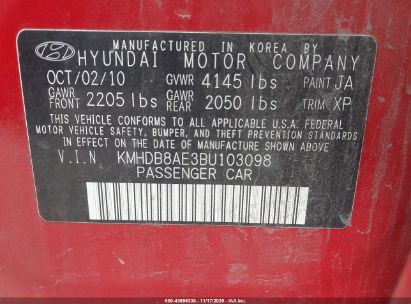 MANUFACTURED IN KOREA BY
HYUNDAI MOTOR COMPANY
OCT/02/10 GVWR 4145 lbs PAINT JA
GAWR FRONT 2205 lbs GAWR REAR 2050 lbs TRIM XP
THIS VEHICLE CONFORMS TO ALL APPLICABLE U.S. FEDERAL
MOTOR VEHICLE SAFETY, BUMPER, AND THEFT PREVENTION STANDARDS
IN EFFECT ON THE DATE OF MANUFACTURE SHOWN ABOVE.
V.I.N KMHDB8AE3BU103098
PASSENGER CAR